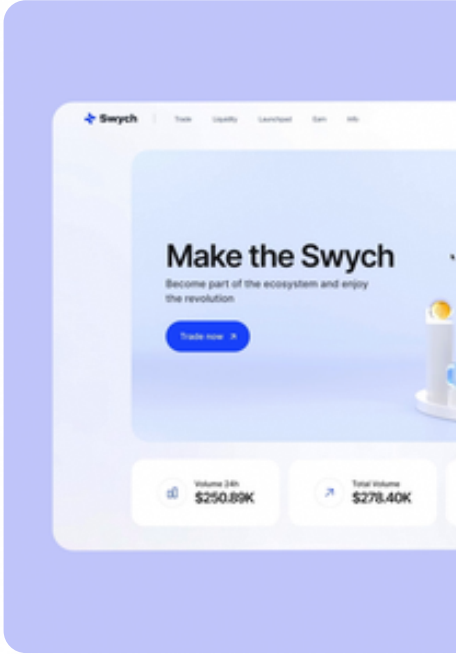 Swych
Trade Liquidity Launchpad Earn Info
Make the Swych
Become part of the ecosystem and enjoy
the revolution
Trade now
Volume 24h
$250.89K
Total Volume
$278.40K